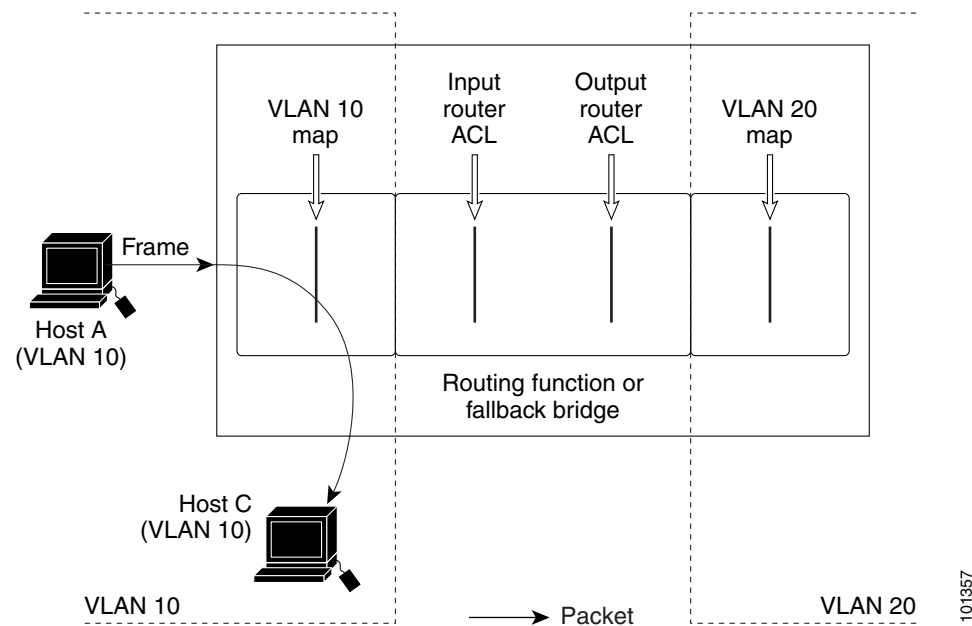 VLAN 10
map
Input
router
ACL
Output
router
ACL
VLAN 20
map
Frame
Host A
(VLAN 10)
Routing function or
fallback bridge
Host C
(VLAN 10)
VLAN 10
Packet
VLAN 20
101357